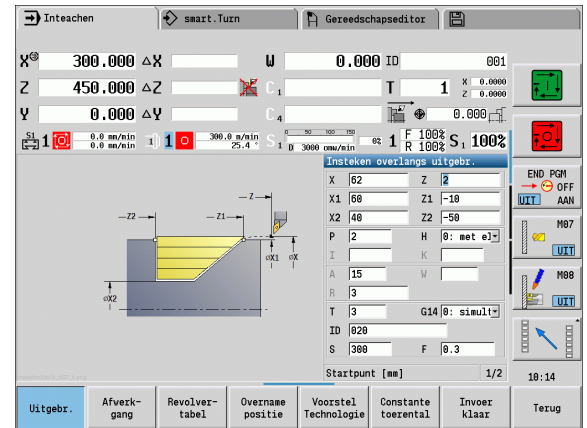 Inteachen smart.Turn Gereedschapseditor
X 300.000 ΔX U 0.000 ID 001
Z 450.000 ΔZ C 1 T 1 X 0.0000 Z 0.0000
Y 0.000 ΔY C 4 0.000
S1 1 0.0 mm/min 0.0 mm/min 1) 1 300.0 m/min 25.4 ° S 1 0 50 100 150 0% D 3000 omw/min 1 F 100% R 100% S1 100%
Insteken overlangs uitgebr.
X 62 Z 2
X1 60 Z1 -10
X2 40 Z2 -50
P 2 H 0: met el
I K
A 15 W
R 3
T 3 G14 0: simult
ID 020
S 300 F 0.3
Startpunt [mm] 1/2
Z
Z2 Z1
øX1 øX
øX2
END PGM
OFF
UIT AAN
M07
UIT
M08
UIT
10:14
Uitgebr.
Afwerk-
gang
Revolver-
tabel
Overname
positie
Voorstel
Technologie
Constante
toerental
Invoer
klaar
Terug